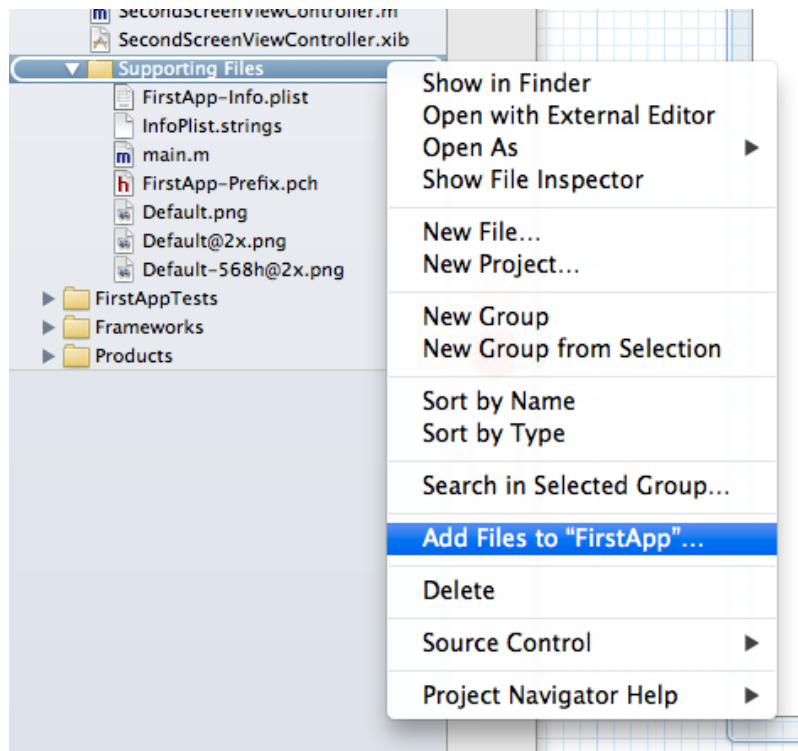 SecondScreenViewController.m
SecondScreenViewController.xib
Supporting Files
FirstApp-Info.plist
InfoPlist.strings
main.m
FirstApp-Prefix.pch
Default.png
Default@2x.png
Default-568h@2x.png
FirstAppTests
Frameworks
Products
Show in Finder
Open with External Editor
Open As
Show File Inspector
New File...
New Project...
New Group
New Group from Selection
Sort by Name
Sort by Type
Search in Selected Group...
Add Files to “FirstApp”...
Delete
Source Control
Project Navigator Help